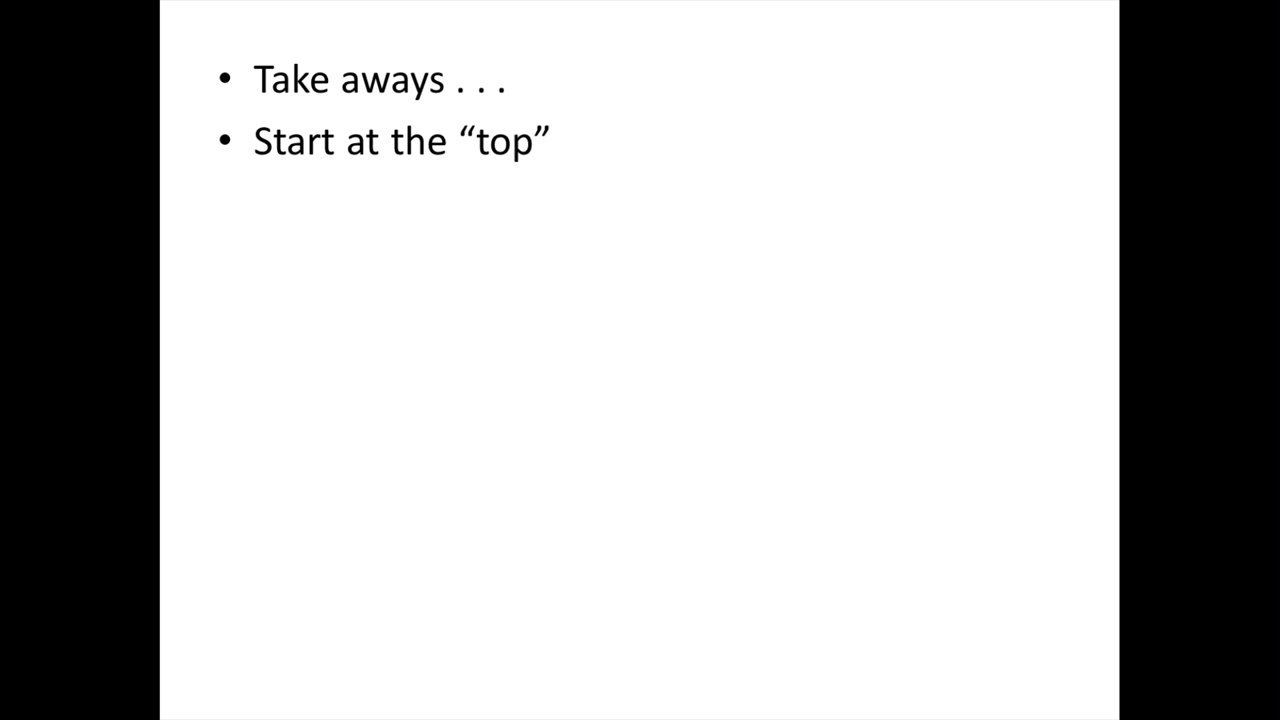 • Take aways . . .
• Start at the “top”